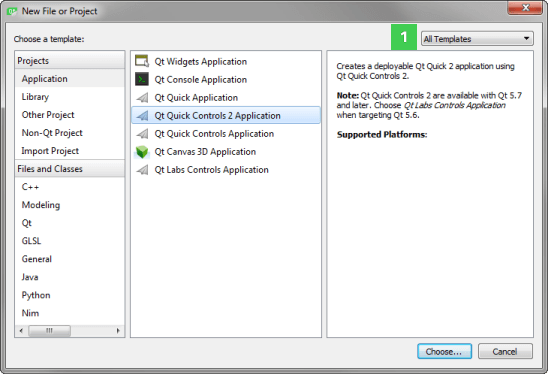 New File or Project
Choose a template:
1
All Templates
Projects
Application
Library
Other Project
Non-Qt Project
Import Project
Files and Classes
C++
Modeling
Qt
GLSL
General
Java
Python
Nim
Qt Widgets Application
Qt Console Application
Qt Quick Application
Qt Quick Controls 2 Application
Qt Quick Controls Application
Qt Canvas 3D Application
Qt Labs Controls Application
Creates a deployable Qt Quick 2 application using
Qt Quick Controls 2.
Note: Qt Quick Controls 2 are available with Qt 5.7
and later. Choose Qt Labs Controls Application
when targeting Qt 5.6.
Supported Platforms:
Choose...
Cancel